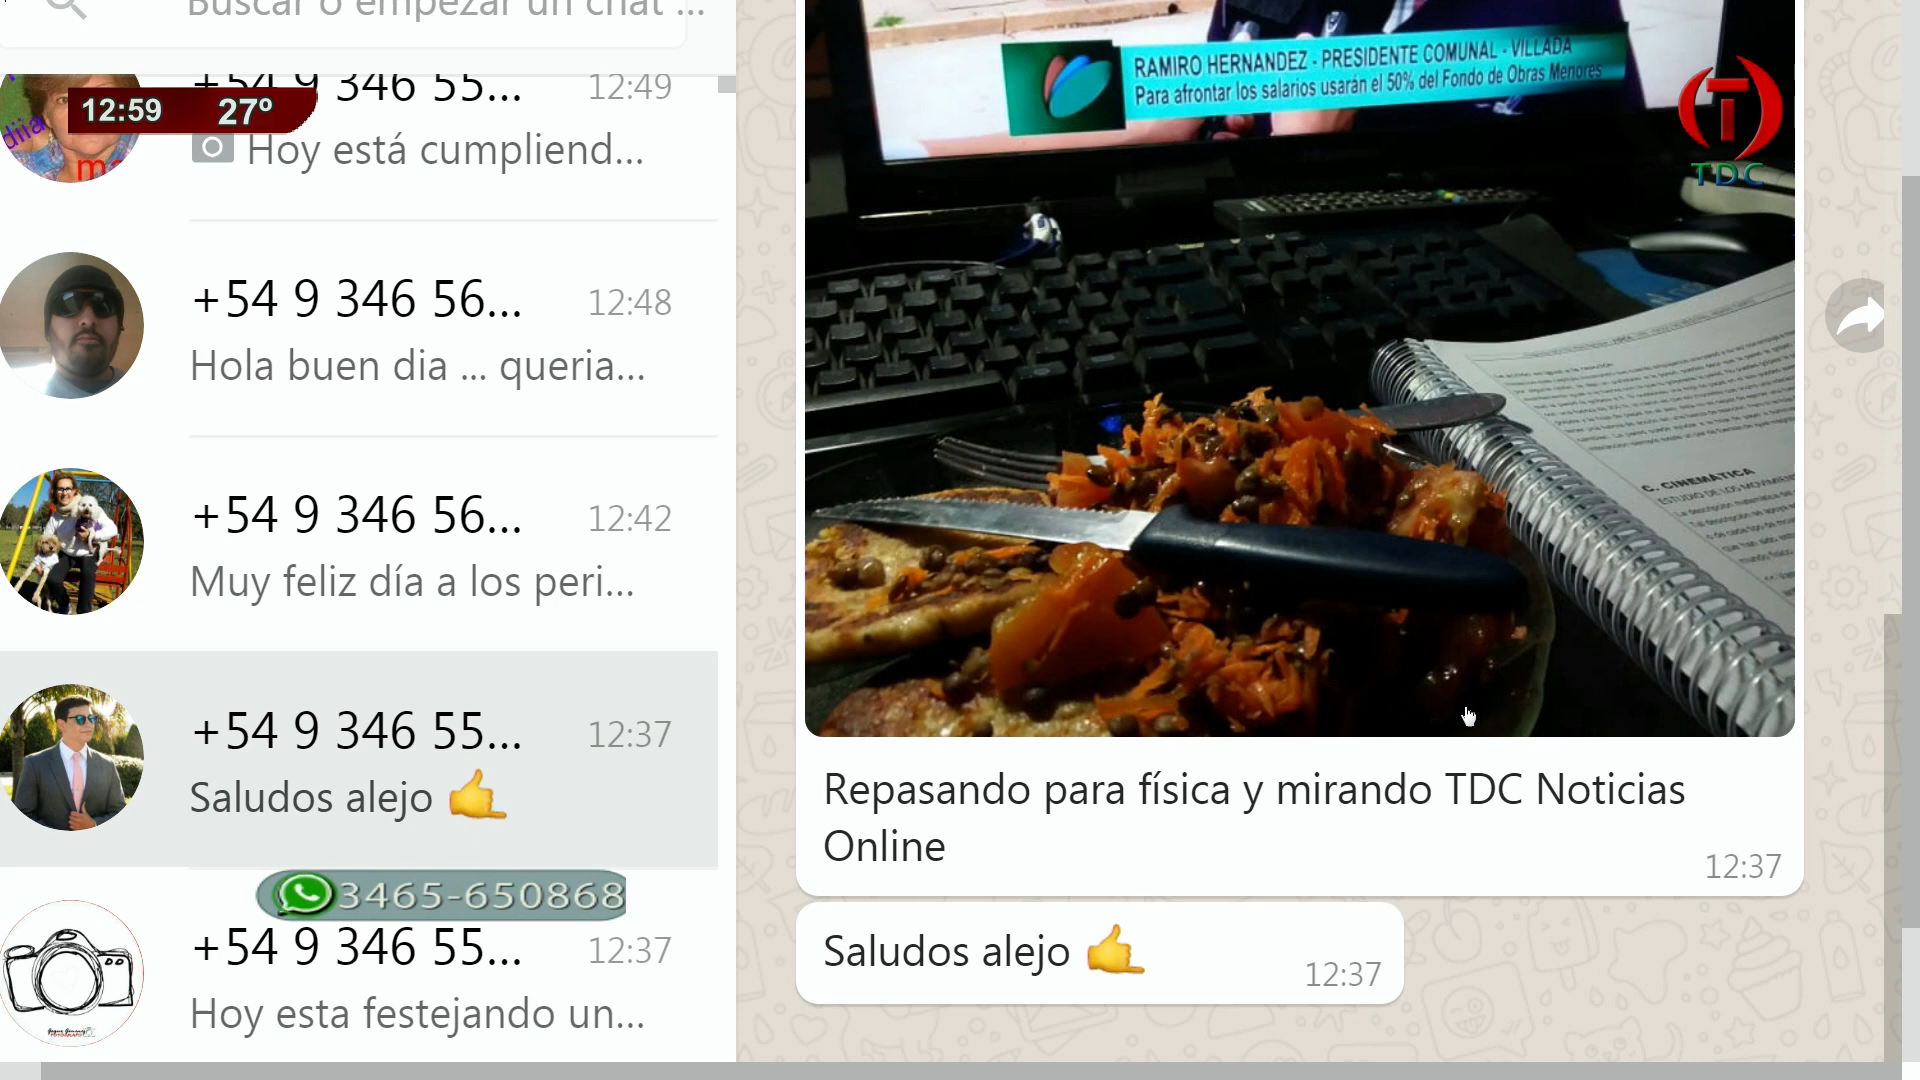 Buscar o empezar un chat ...
+54 9 346 55...
12:49
12:59
27º
Hoy está cumpliend...
+54 9 346 56...
12:48
Hola buen dia ... queria...
+54 9 346 56...
12:42
Muy feliz día a los peri...
+54 9 346 55...
12:37
Saludos alejo 🤙
3465-650868
+54 9 346 55...
12:37
Hoy esta festejando un...
RAMIRO HERNANDEZ - PRESIDENTE COMUNAL - VILLADA
Para afrontar los salarios usarán el 50% del Fondo de Obras Menores
T
TDC
C. CINEMATICA
ESTUDIO DE LOS
Repasando para física y mirando TDC Noticias
Online
12:37
Saludos alejo 🤙
12:37